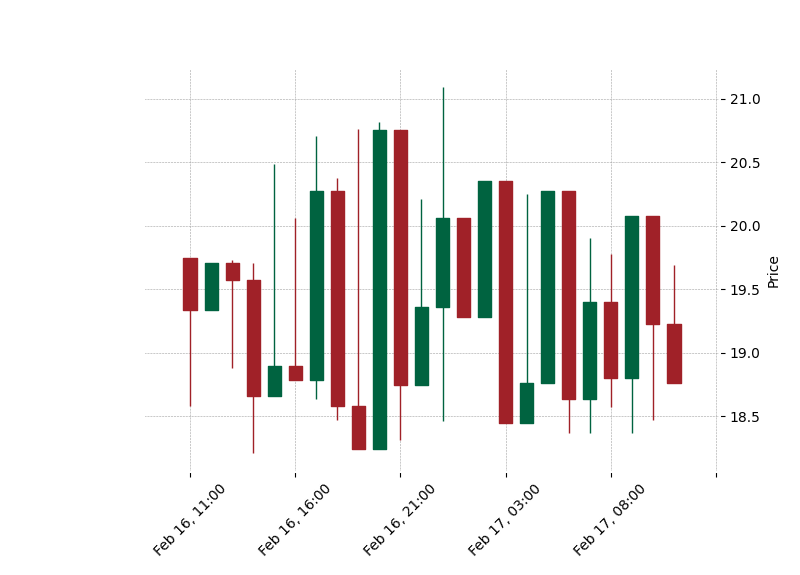 21.0
20.5
20.0
19.5
19.0
18.5
Price
Feb 16, 11:00
Feb 16, 16:00
Feb 16, 21:00
Feb 17, 03:00
Feb 17, 08:00